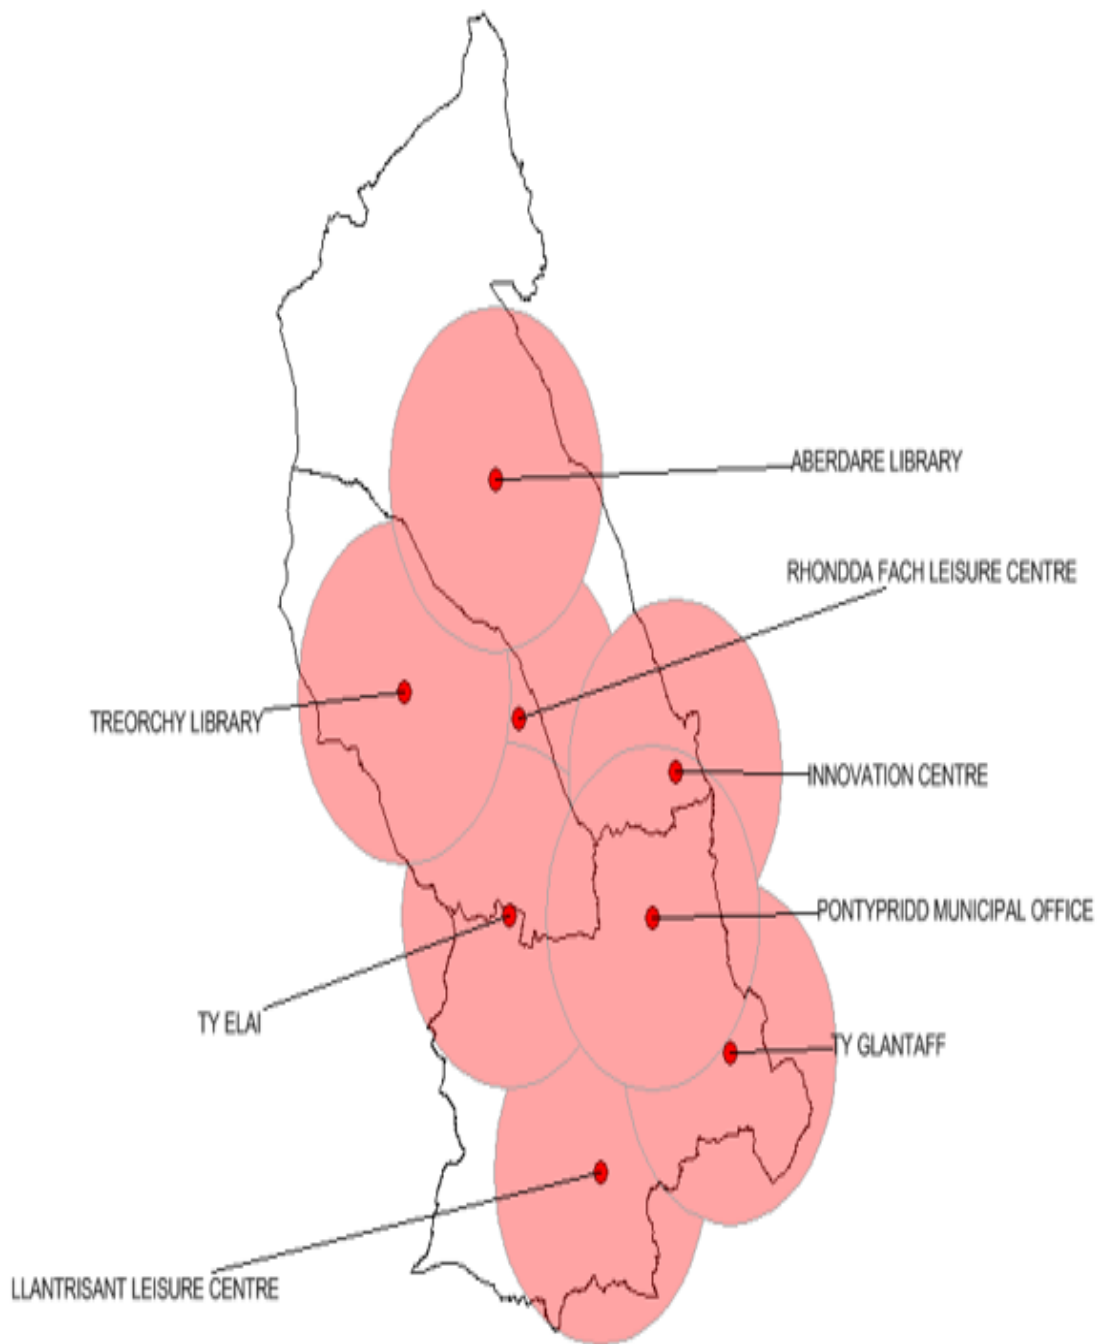 ABERDARE LIBRARY
RHONDDA FACH LEISURE CENTRE
TREORCHY LIBRARY
INNOVATION CENTRE
PONTYPRIDD MUNICIPAL OFFICE
TY ELAI
TY GLANTAFF
LLANTRISANT LEISURE CENTRE